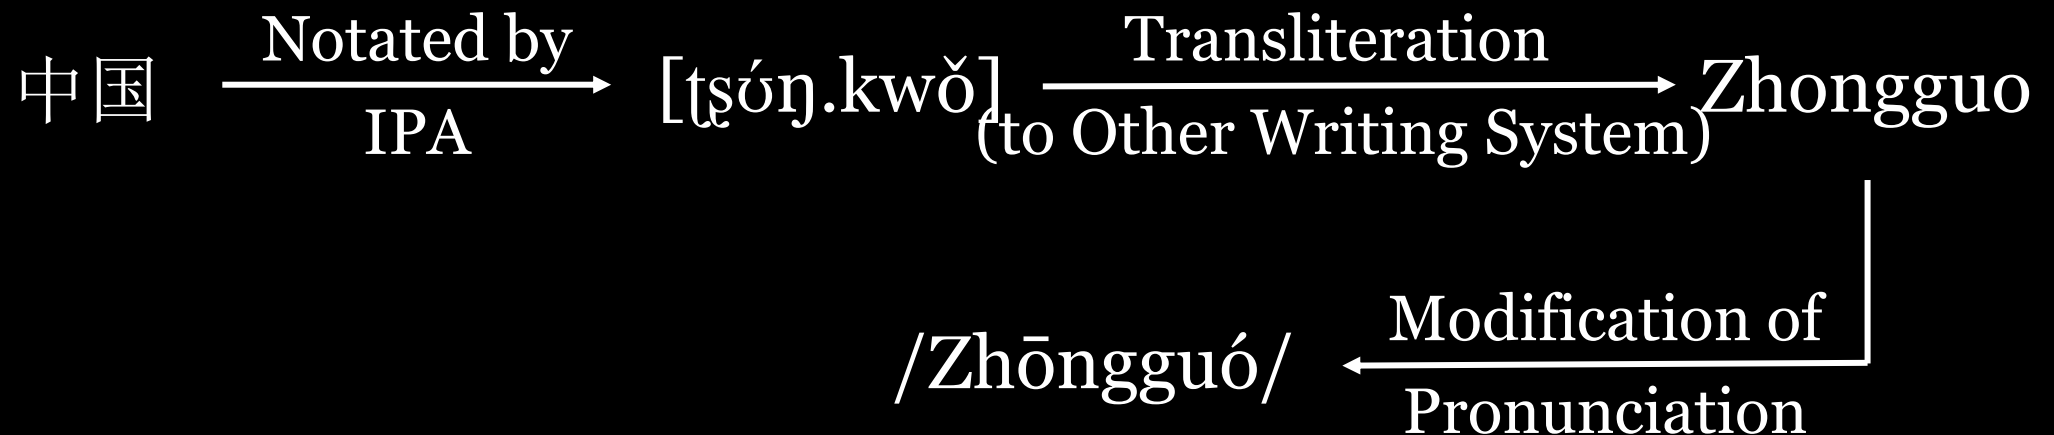 中国
Notated by
IPA
[ʈʂʊ́ŋ.kwǒ]
Transliteration
(to Other Writing System)
Zhongguo
Modification of
Pronunciation
/Zhōngguó/